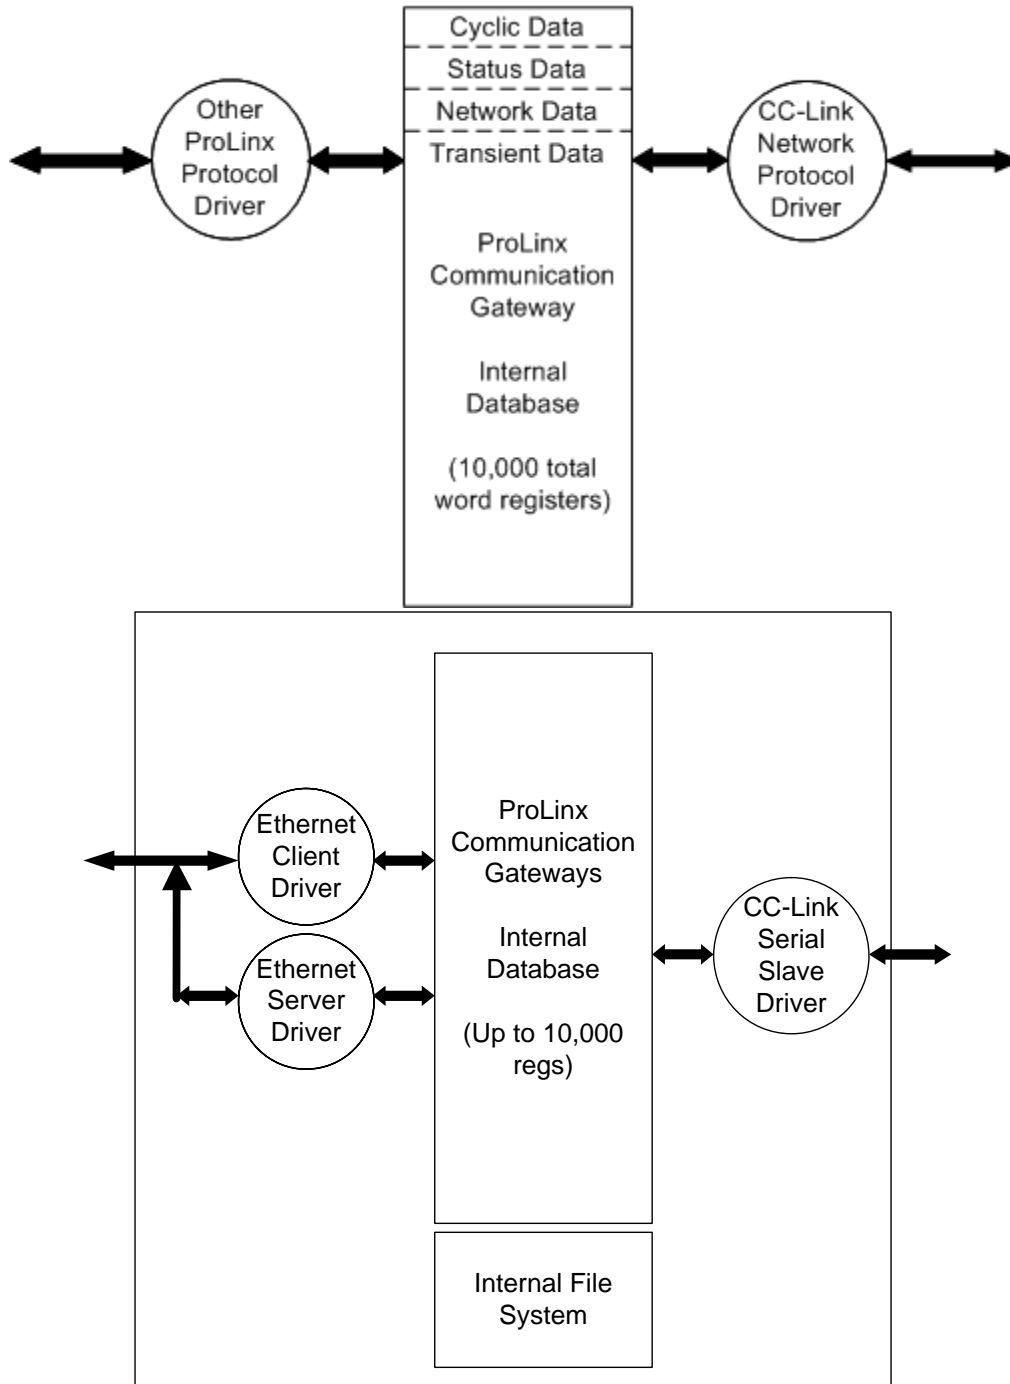 Cyclic Data
Status Data
Network Data
Transient Data
Other
ProLinx
Protocol
Driver
CC-Link
Network
Protocol
Driver
ProLinx
Communication
Gateway
Internal
Database
(10,000 total
word registers)
Ethernet
Client
Driver
Ethernet
Server
Driver
ProLinx
Communication
Gateways
Internal
Database
(Up to 10,000
regs)
CC-Link
Serial
Slave
Driver
Internal File
System